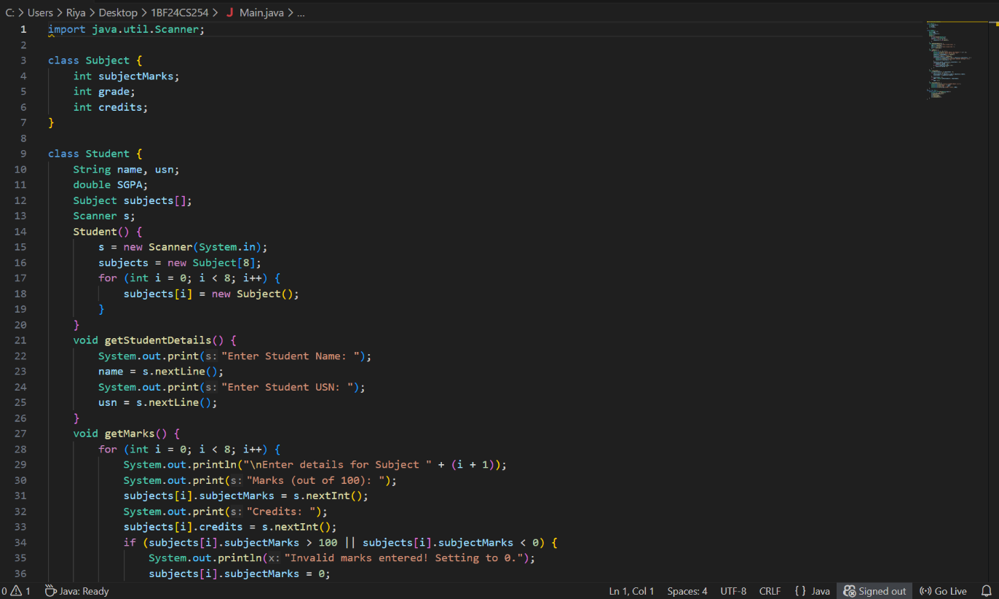 C: > Users > Riya > Desktop > 1BF24CS254 > J Main.java > ...
1 import java.util.Scanner;
2
3 class Subject {
4     int subjectMarks;
5     int grade;
6     int credits;
7 }
8
9 class Student {
10     String name, usn;
11     double SGPA;
12     Subject subjects[];
13     Scanner s;
14     Student() {
15         s = new Scanner(System.in);
16         subjects = new Subject[8];
17         for (int i = 0; i < 8; i++) {
18             subjects[i] = new Subject();
19         }
20     }
21     void getStudentDetails() {
22         System.out.print(s: "Enter Student Name: ");
23         name = s.nextLine();
24         System.out.print(s: "Enter Student USN: ");
25         usn = s.nextLine();
26     }
27     void getMarks() {
28         for (int i = 0; i < 8; i++) {
29             System.out.println("\nEnter details for Subject " + (i + 1));
30             System.out.print(s: "Marks (out of 100): ");
31             subjects[i].subjectMarks = s.nextInt();
32             System.out.print(s: "Credits: ");
33             subjects[i].credits = s.nextInt();
34             if (subjects[i].subjectMarks > 100 || subjects[i].subjectMarks < 0) {
35                 System.out.println(x: "Invalid marks entered! Setting to 0.");
36                 subjects[i].subjectMarks = 0;
0 1 Java: Ready Ln 1, Col 1 Spaces: 4 UTF-8 CRLF { } Java Signed out Go Live